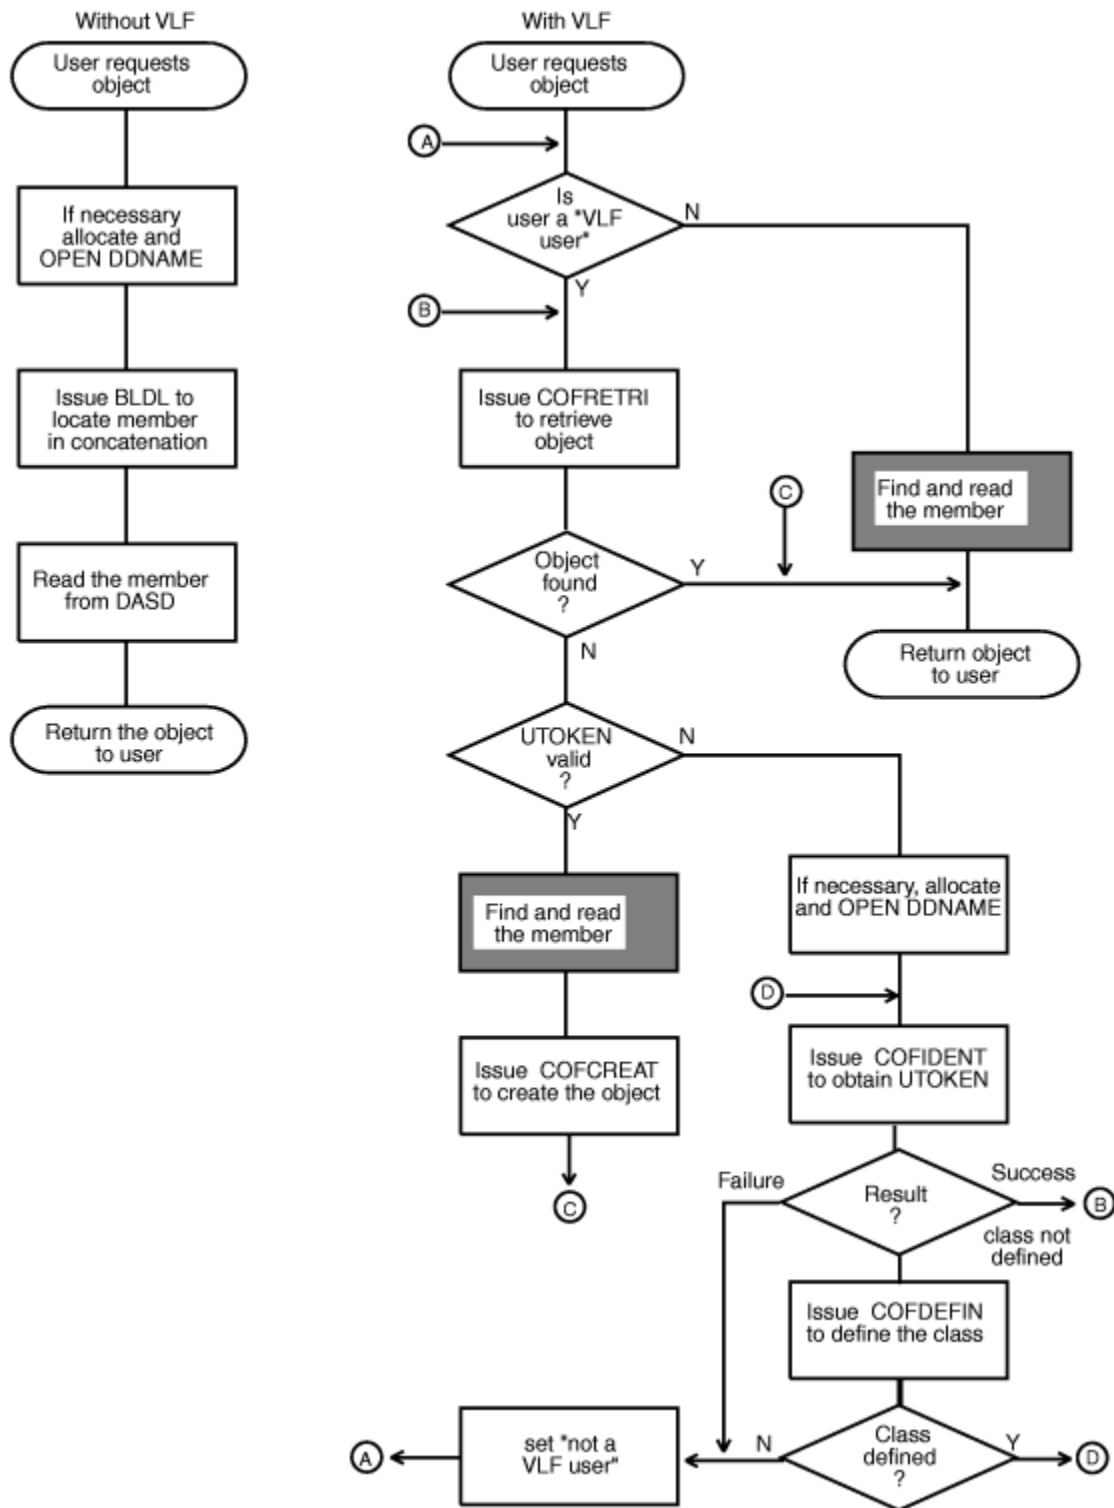 Without VLF
User requests
object
If necessary
allocate and
OPEN DDNAME
Issue BLDL to
locate member
in concatenation
Read the member
from DASD
Return the object
to user
With VLF
User requests
object
A
Is
user a "VLF
user"
N
Y
B
Issue COFRETRI
to retrieve
object
C
Find and read
the member
Object
found
?
Y
N
Return object
to user
UTOKEN
valid
?
N
Y
Find and read
the member
If necessary, allocate
and OPEN DDNAME
D
Issue COFCREAT
to create the object
C
Issue COFIDENT
to obtain UTOKEN
Failure
Result
?
Success
B
class not
defined
Issue COFDEFIN
to define the class
Class
defined
?
N
Y
D
set "not a
VLF user"
A